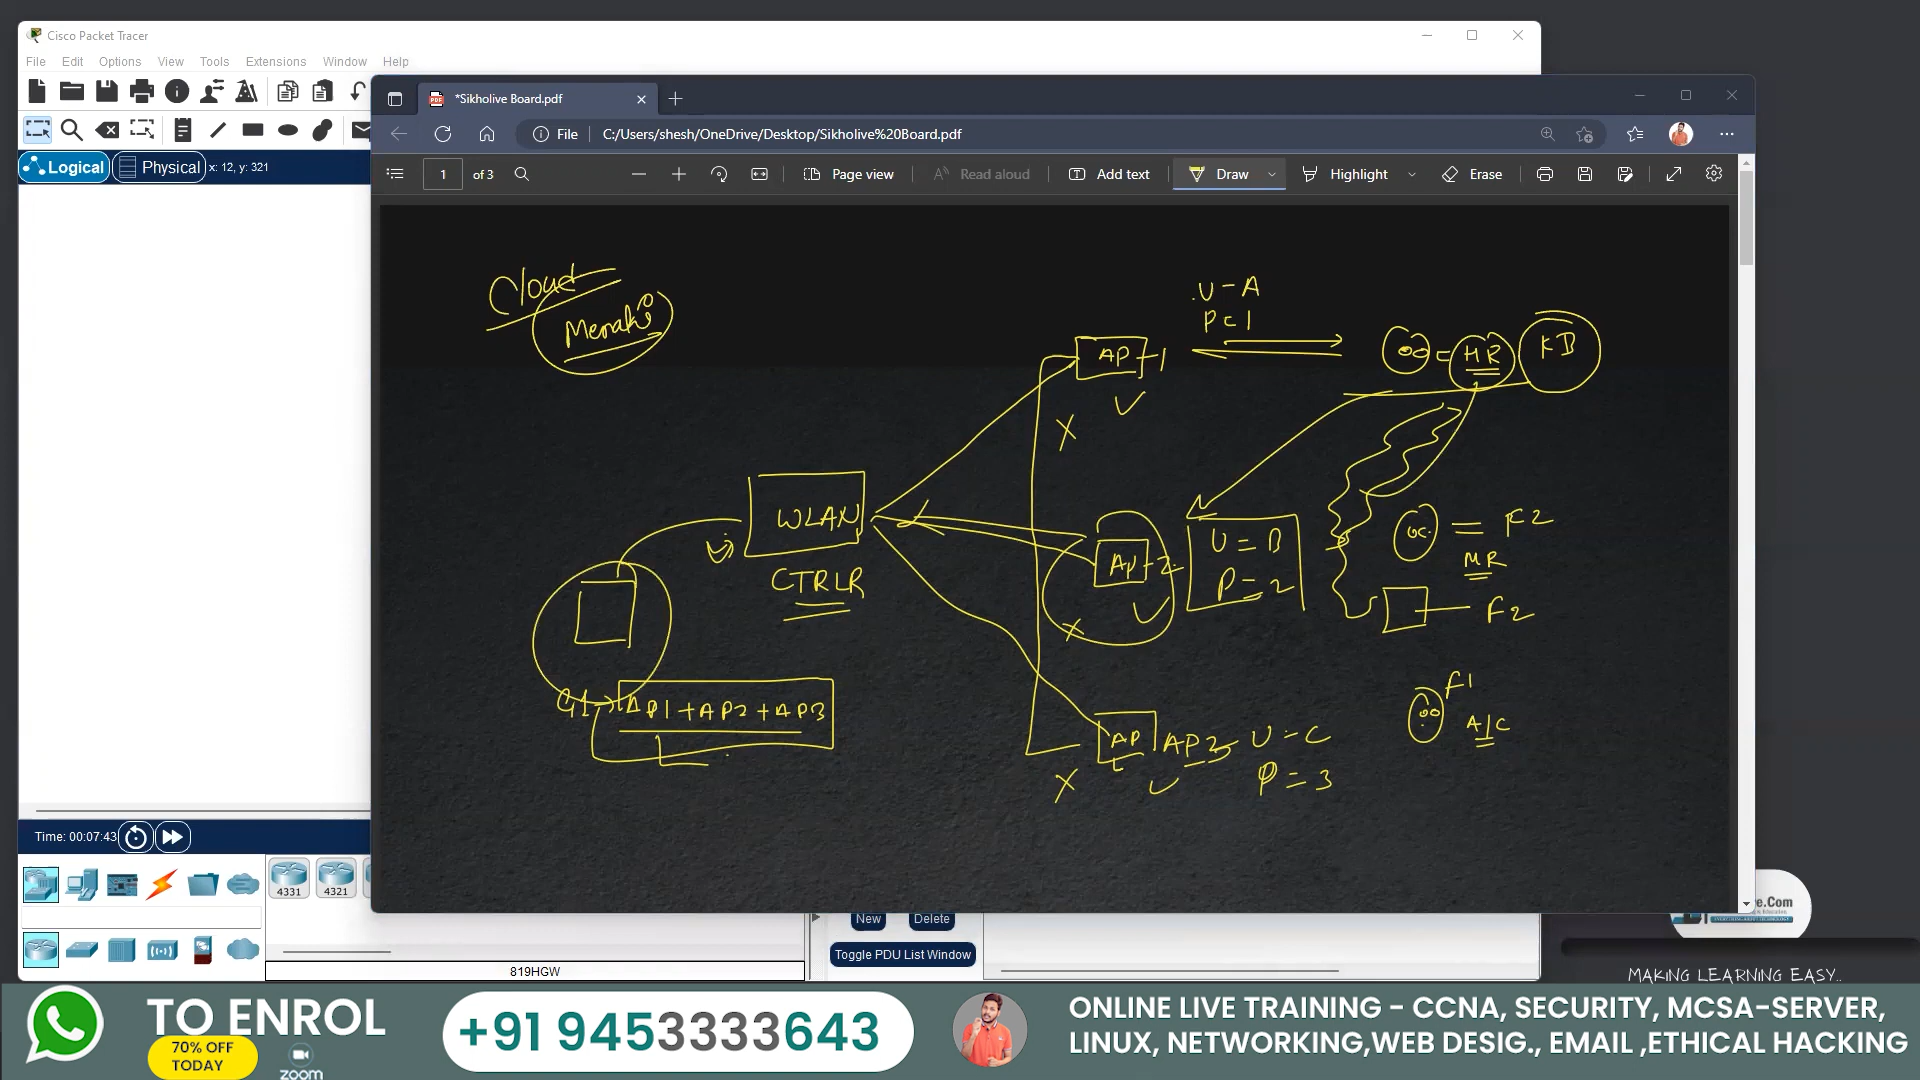 Cisco Packet Tracer
File Edit Options View Tools Extensions Window Help
*Sikholive Board.pdf
File C:/Users/shesh/OneDrive/Desktop/Sikholive%20Board.pdf
1 of 3 Page view Read aloud Add text Draw Highlight Erase
Logical Physical x: 12, y: 321
Cloud
Meraki
U - A
P = 1
AP - 1
= HR
WLAN
CTRLR
AP - 2
U = B
P = 2
= F2
MR
F2
AP1 + AP2 + AP3
AP AP3 U = C
P = 3
F1
A/C
Time: 00:07:43
4331 4321
New Delete
Toggle PDU List Window
819HGW
e.Com
MAKING LEARNING EASY..
TO ENROL
70% OFF
TODAY
zoom
+91 9453333643
ONLINE LIVE TRAINING - CCNA, SECURITY, MCSA-SERVER,
LINUX, NETWORKING,WEB DESIG., EMAIL ,ETHICAL HACKING